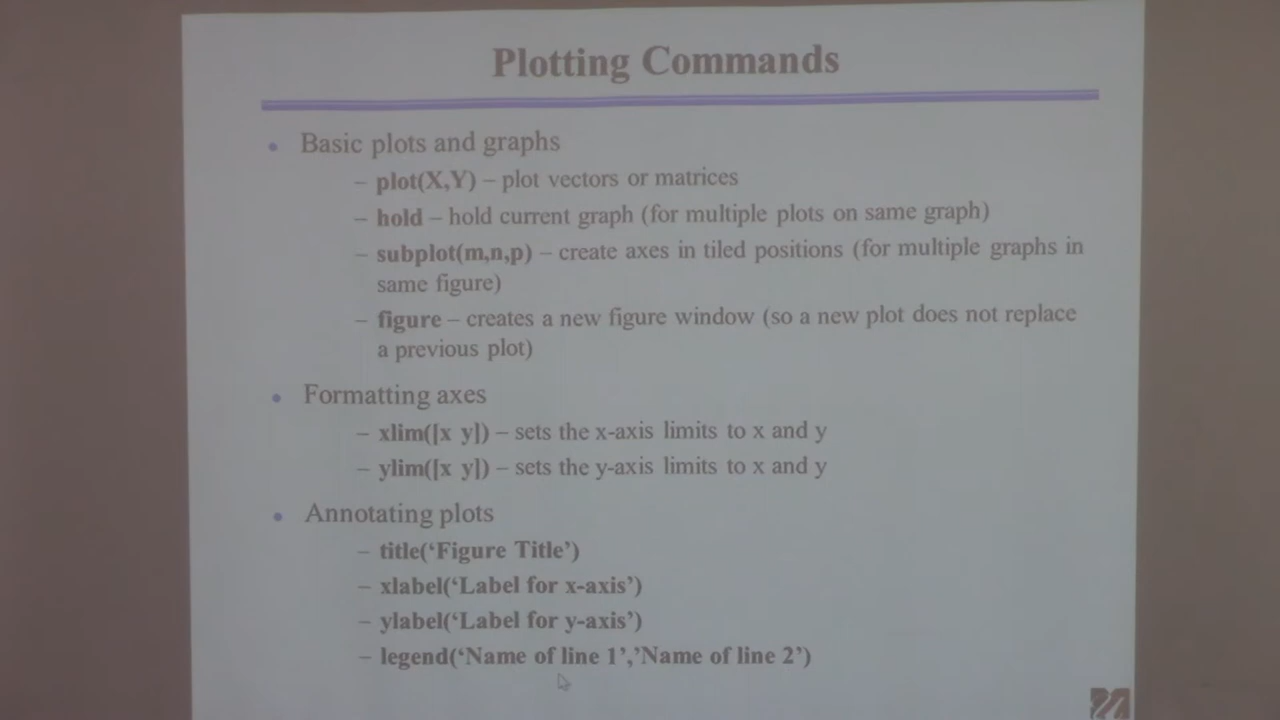 Plotting Commands
• Basic plots and graphs
– plot(X,Y) – plot vectors or matrices
– hold – hold current graph (for multiple plots on same graph)
– subplot(m,n,p) – create axes in tiled positions (for multiple graphs in
same figure)
– figure – creates a new figure window (so a new plot does not replace
a previous plot)
• Formatting axes
– xlim([x y]) – sets the x-axis limits to x and y
– ylim([x y]) – sets the y-axis limits to x and y
• Annotating plots
– title(‘Figure Title’)
– xlabel(‘Label for x-axis’)
– ylabel(‘Label for y-axis’)
– legend(‘Name of line 1’,’Name of line 2’)